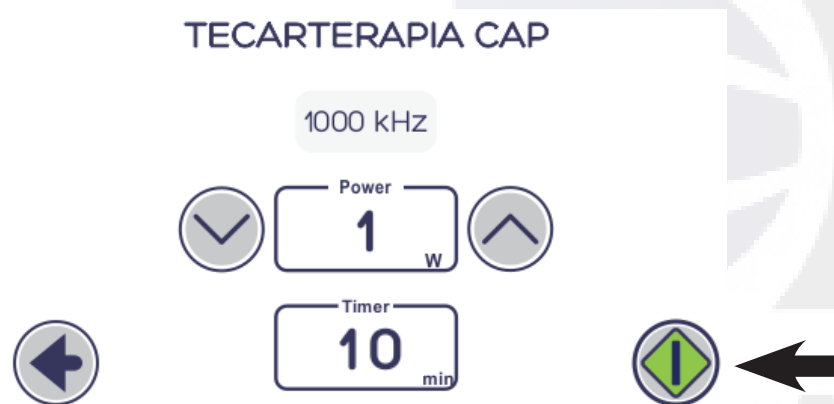 TECARTERAPIA CAP
1000 kHz
Power
1
W
Timer
10
min